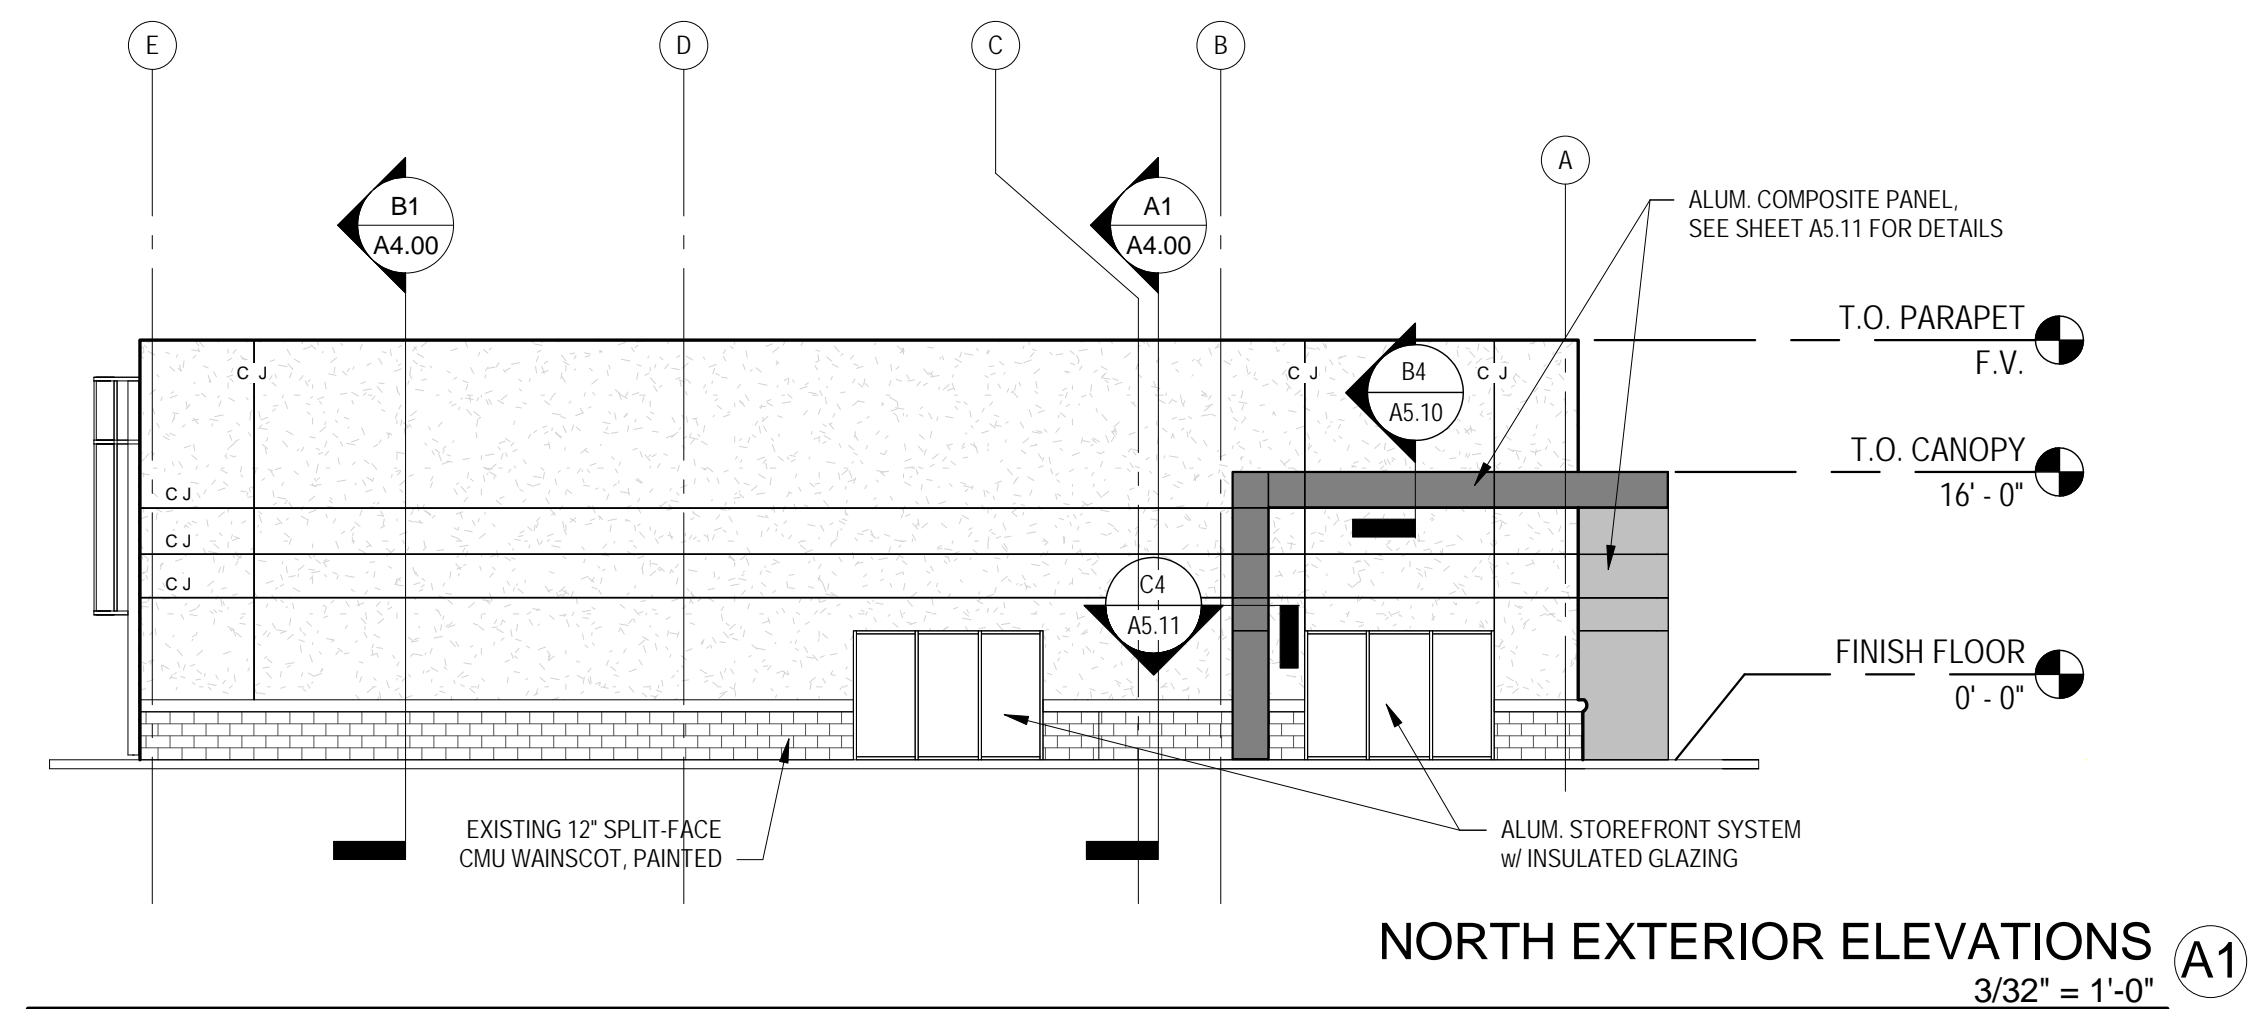 E
D
C
B
A
B1
A4.00
A1
A4.00
ALUM. COMPOSITE PANEL,
SEE SHEET A5.11 FOR DETAILS
T.O. PARAPET
F.V.
C J
C J
B4
A5.10
C J
T.O. CANOPY
16' - 0"
C J
C J
C J
C4
A5.11
FINISH FLOOR
0' - 0"
EXISTING 12" SPLIT-FACE
CMU WAINSCOT, PAINTED
ALUM. STOREFRONT SYSTEM
w/ INSULATED GLAZING
NORTH EXTERIOR ELEVATIONS
3/32" = 1'-0"
A1